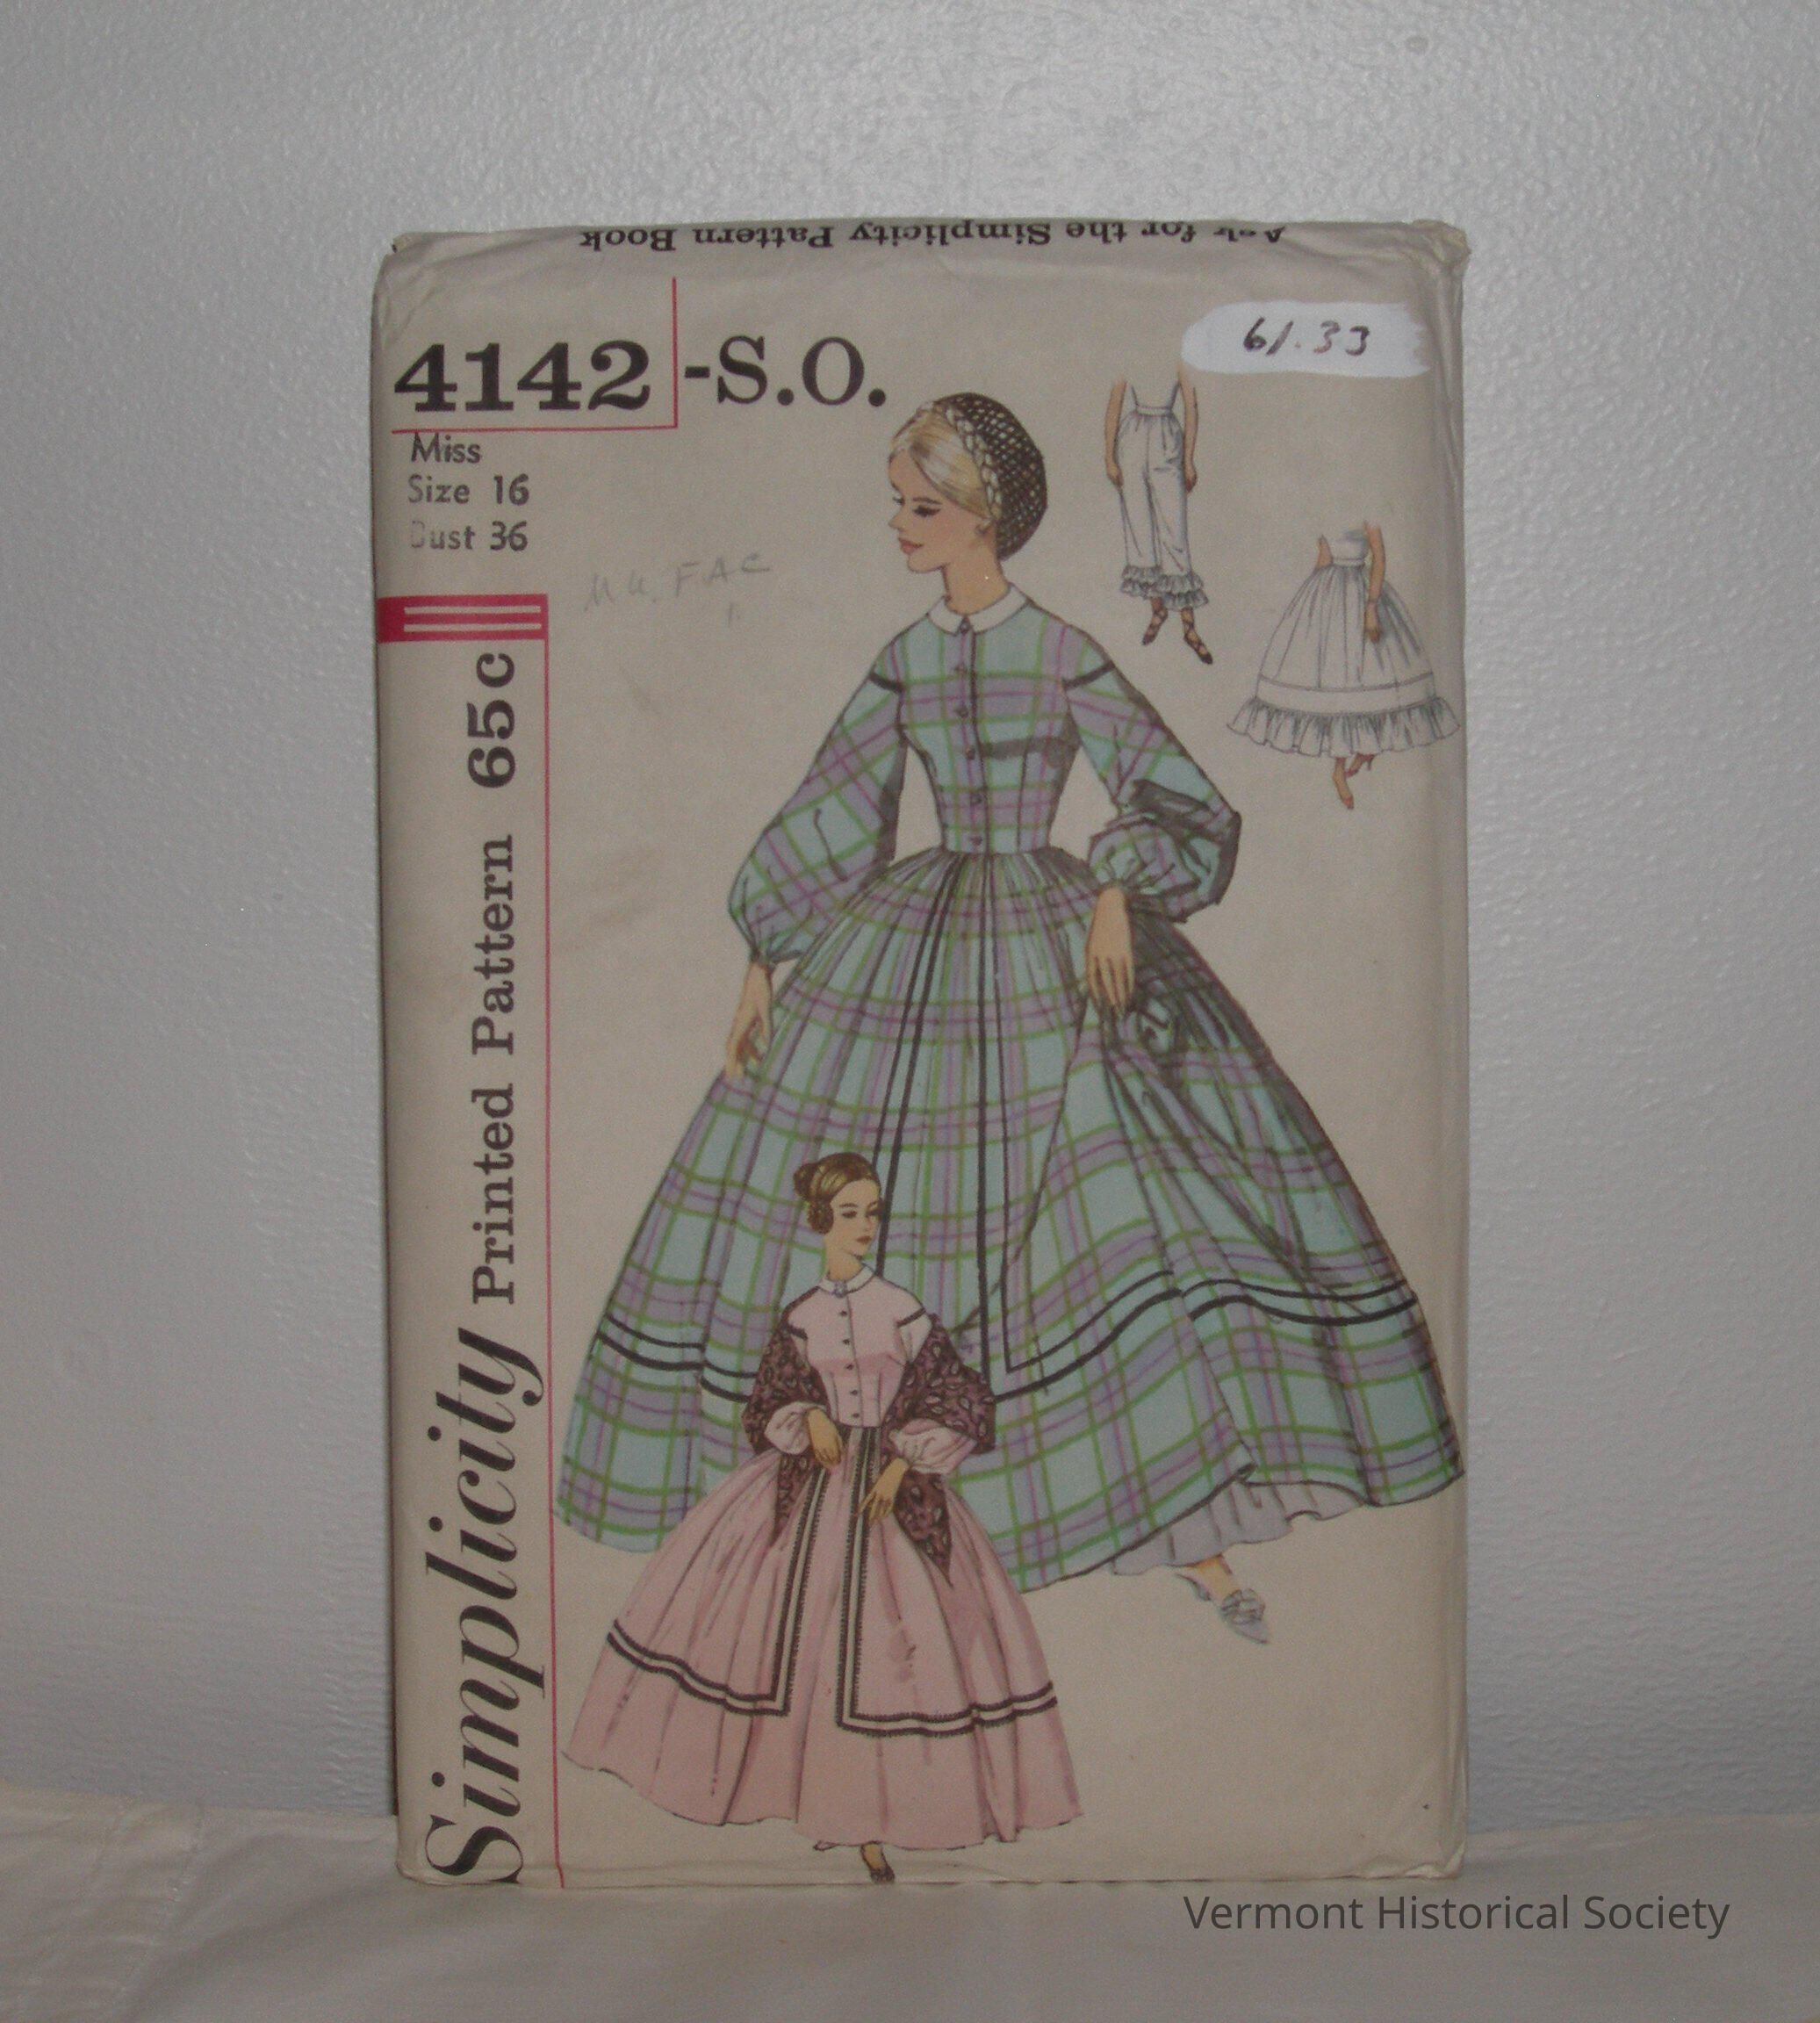 Ask for the Simplicity Pattern Book
4142 -S.O.
61.33
Miss
Size 16
Bust 36
FAC
Simplicity Printed Pattern 65c
Vermont Historical Society